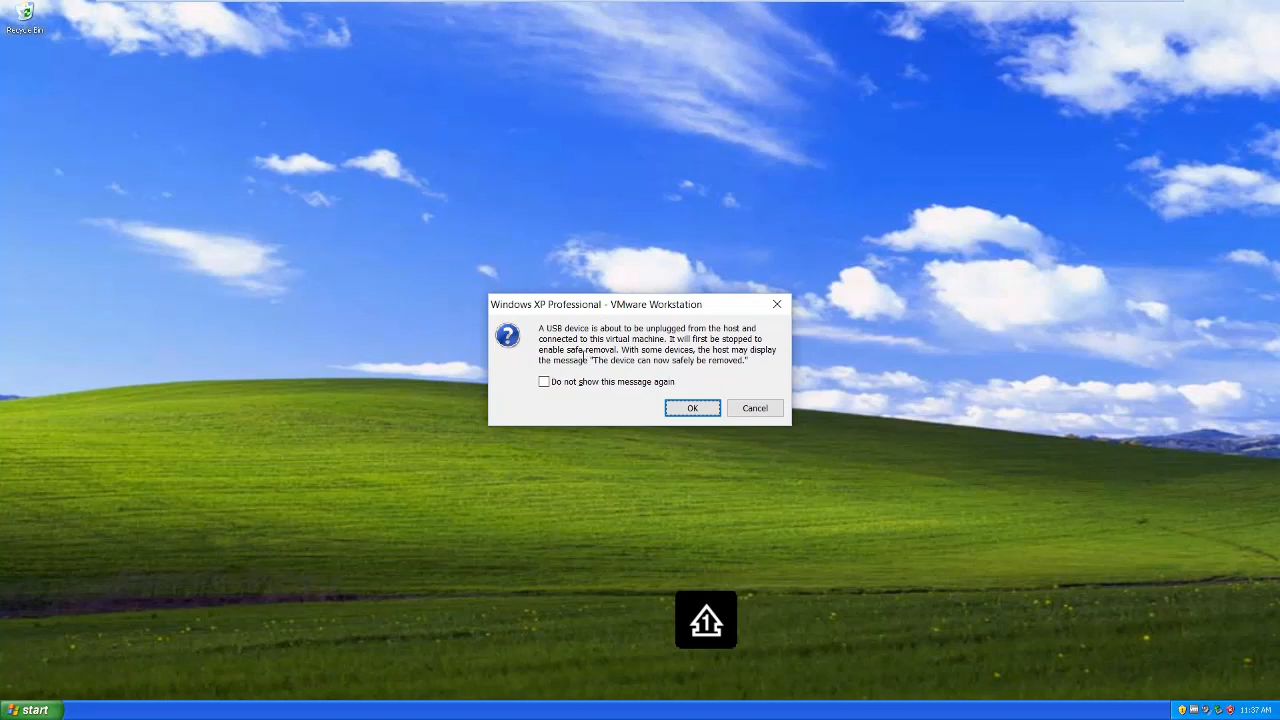 Recycle Bin
Windows XP Professional - VMware Workstation
A USB device is about to be unplugged from the host and
connected to this virtual machine. It will first be stopped to
enable safe removal. With some devices, the host may display
the message "The device can now safely be removed."
Do not show this message again
OK
Cancel
1
start
11:37 AM